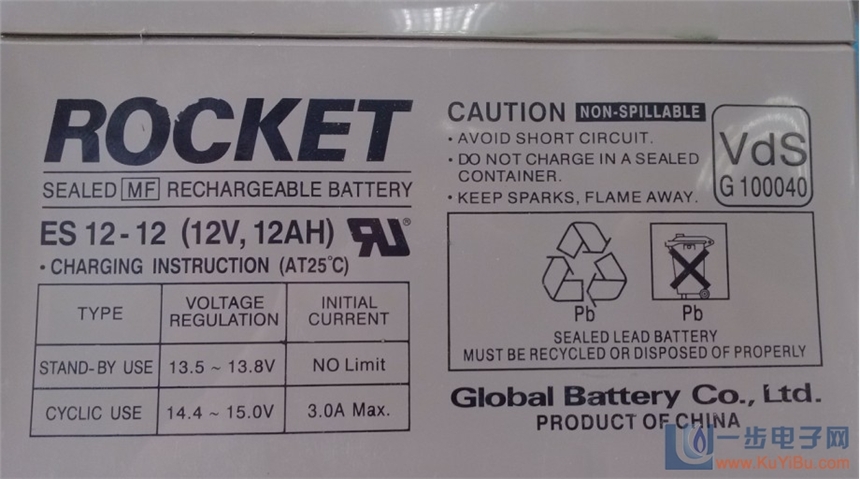 ROCKET
SEALED MF RECHARGEABLE BATTERY
ES 12-12 (12V, 12AH) RU®
• CHARGING INSTRUCTION (AT25°C)
TYPE VOLTAGE REGULATION INITIAL CURRENT
STAND-BY USE 13.5 ~ 13.8V NO Limit
CYCLIC USE 14.4 ~ 15.0V 3.0A Max.
CAUTION NON-SPILLABLE
• AVOID SHORT CIRCUIT.
• DO NOT CHARGE IN A SEALED
CONTAINER.
• KEEP SPARKS, FLAME AWAY.
VdS
G 100040
Pb Pb
SEALED LEAD BATTERY
MUST BE RECYCLED OR DISPOSED OF PROPERLY
Global Battery Co., Ltd.
PRODUCT OF CHINA
一步电子网
www.KuYiBu.com